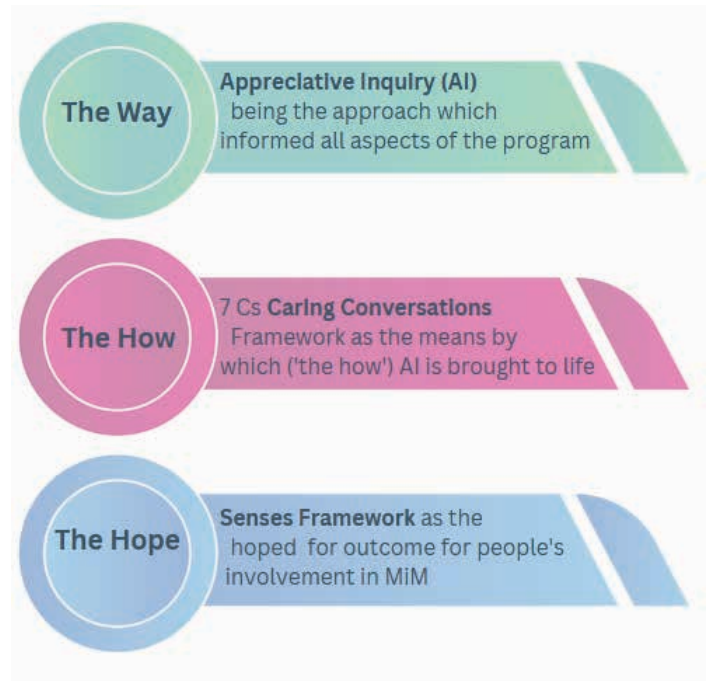 The Way
Appreciative Inquiry (AI)
being the approach which
informed all aspects of the program
The How
7 Cs Caring Conversations
Framework as the means by
which ('the how') AI is brought to life
The Hope
Senses Framework as the
hoped for outcome for people's
involvement in MiM